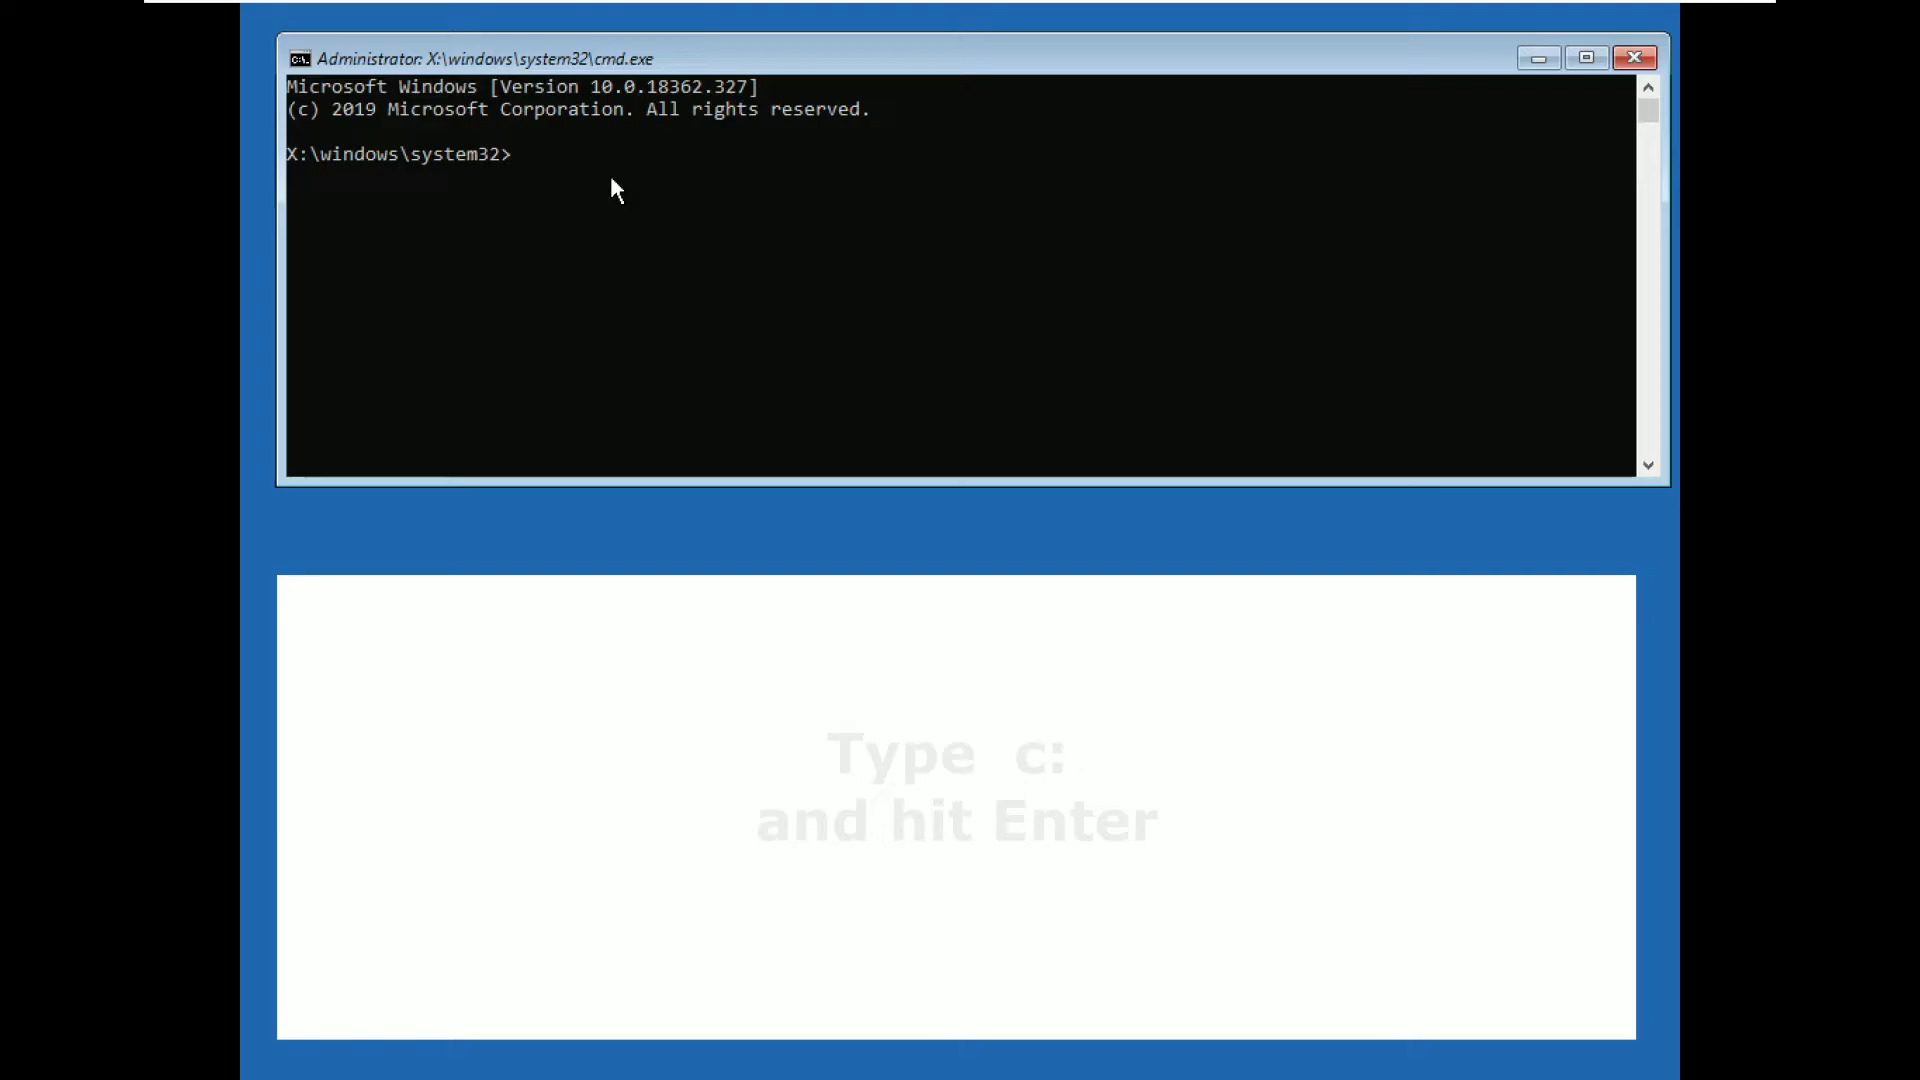 Administrator: X:\windows\system32\cmd.exe
Microsoft Windows [Version 10.0.18362.327]
(c) 2019 Microsoft Corporation. All rights reserved.
X:\windows\system32>
Type c:
and hit Enter